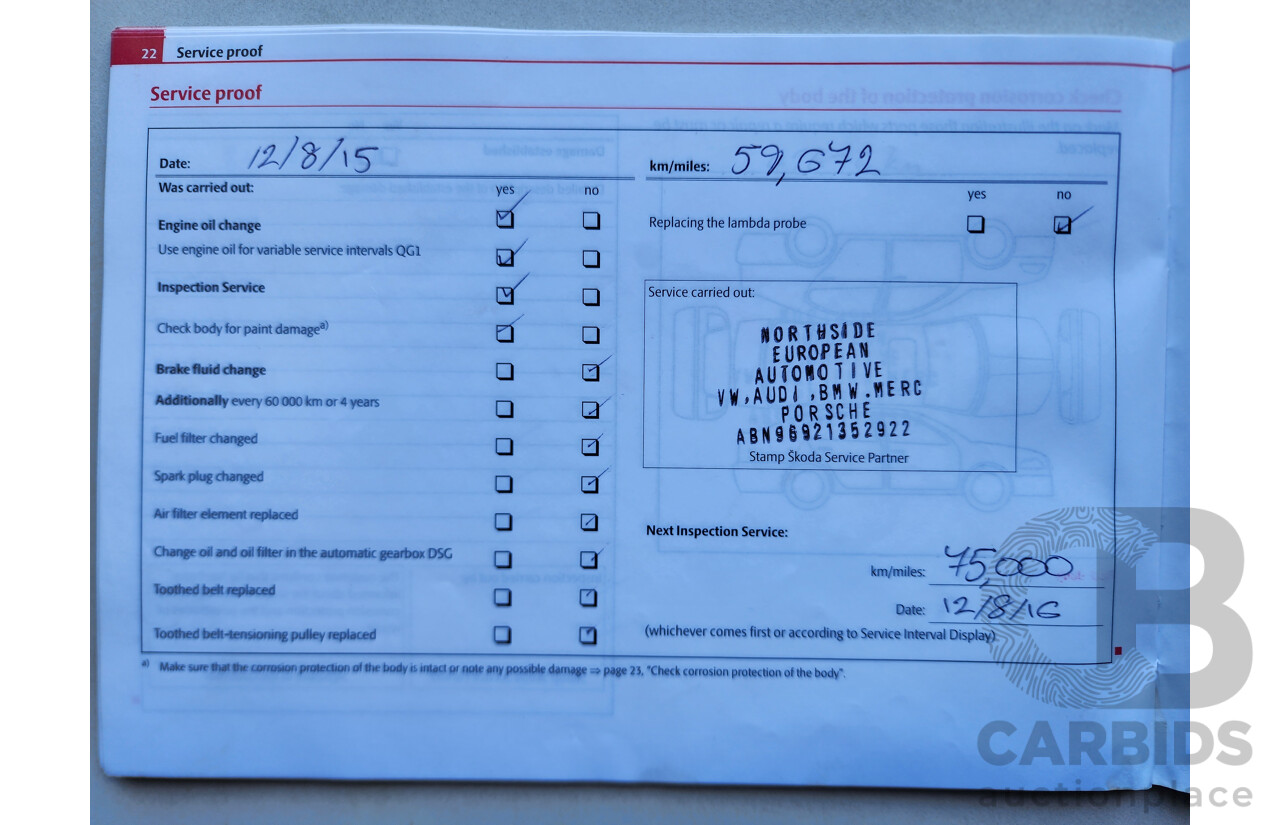 22 Service proof
Service proof
Date: 12/8/15
km/miles: 59,672
Was carried out: yes no
yes no
Engine oil change
Replacing the lambda probe
Use engine oil for variable service intervals QG1
Inspection Service
Check body for paint damage a)
Brake fluid change
Additionally every 60 000 km or 4 years
Fuel filter changed
Spark plug changed
Air filter element replaced
Change oil and oil filter in the automatic gearbox DSG
Toothed belt replaced
Toothed belt-tensioning pulley replaced
Service carried out:
NORTHSIDE
EUROPEAN
AUTOMOTIVE
VW,AUDI,BMW.MERC
PORSCHE
ABN96921352922
Stamp Škoda Service Partner
Next Inspection Service:
km/miles: 75,000
Date: 12/8/16
(whichever comes first or according to Service Interval Display)
a) Make sure that the corrosion protection of the body is intact or note any possible damage ⇒ page 23, "Check corrosion protection of the body".
CB
CARBIDS
auctionplace